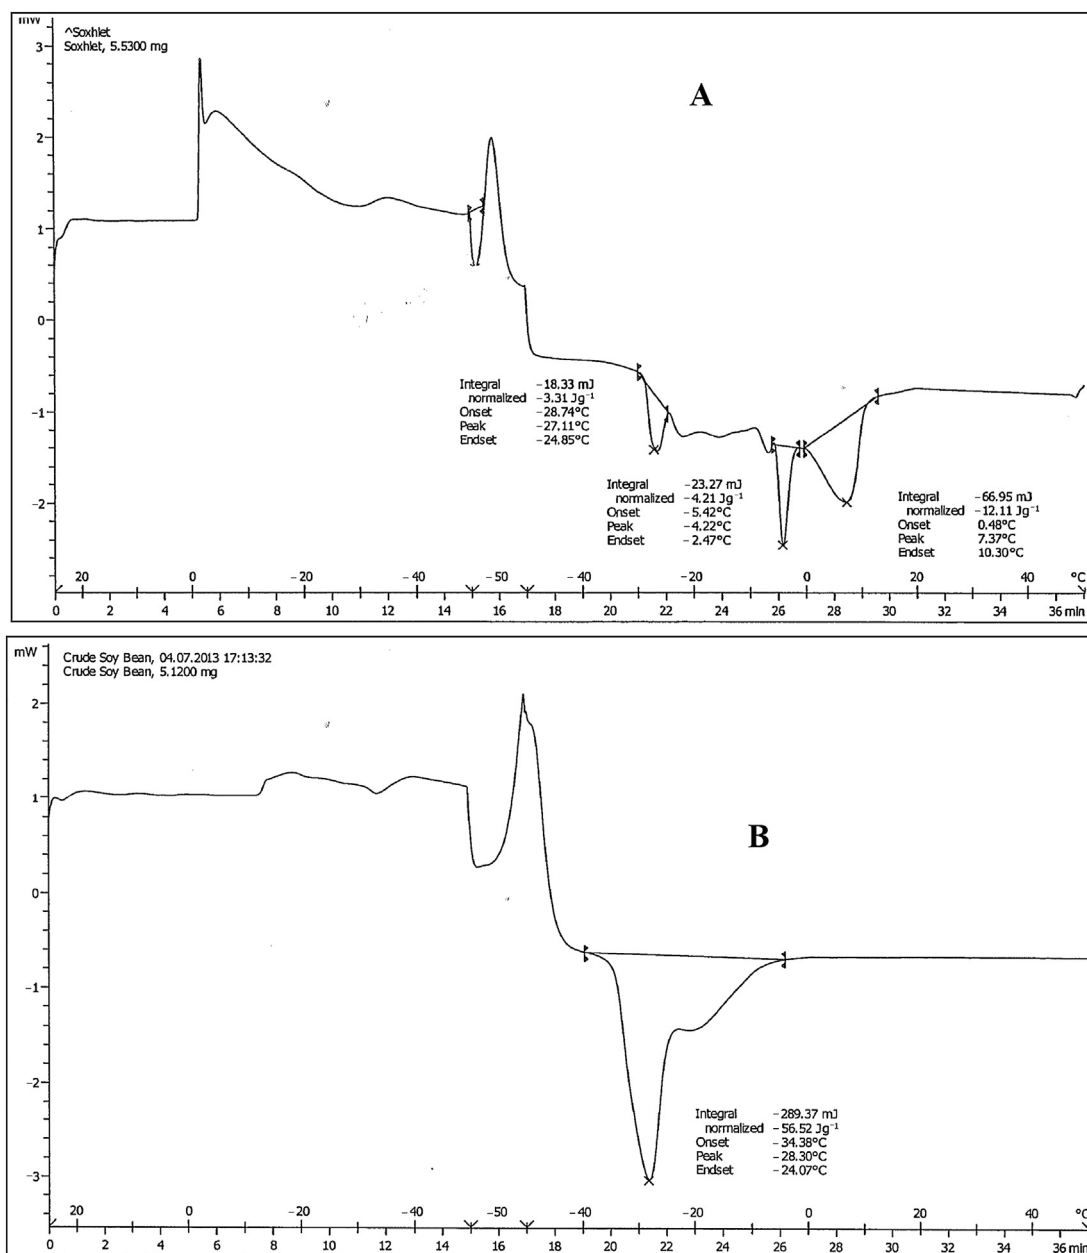 mW
^Soxhlet
Soxhlet, 5.5300 mg
A
3
2
1
0
-1
-2
Integral -18.33 mJ
normalized -3.31 Jg⁻¹
Onset -28.74°C
Peak -27.11°C
Endset -24.85°C
Integral -23.27 mJ
normalized -4.21 Jg⁻¹
Onset -5.42°C
Peak -4.22°C
Endset -2.47°C
Integral -66.95 mJ
normalized -12.11 Jg⁻¹
Onset 0.48°C
Peak 7.37°C
Endset 10.30°C
20 0 -20 -50 -40 -20 0 20 40 °C
0 2 4 6 8 10 12 14 16 18 20 22 24 26 28 30 32 34 36 min
mW
Crude Soy Bean, 04.07.2013 17:13:32
Crude Soy Bean, 5.1200 mg
B
2
1
0
-1
-2
-3
Integral -289.37 mJ
normalized -56.52 Jg⁻¹
Onset -34.38°C
Peak -28.30°C
Endset -24.07°C
20 0 -20 -50 -40 -20 0 20 40 °C
0 2 4 6 8 10 12 14 16 18 20 22 24 26 28 30 32 34 36 min